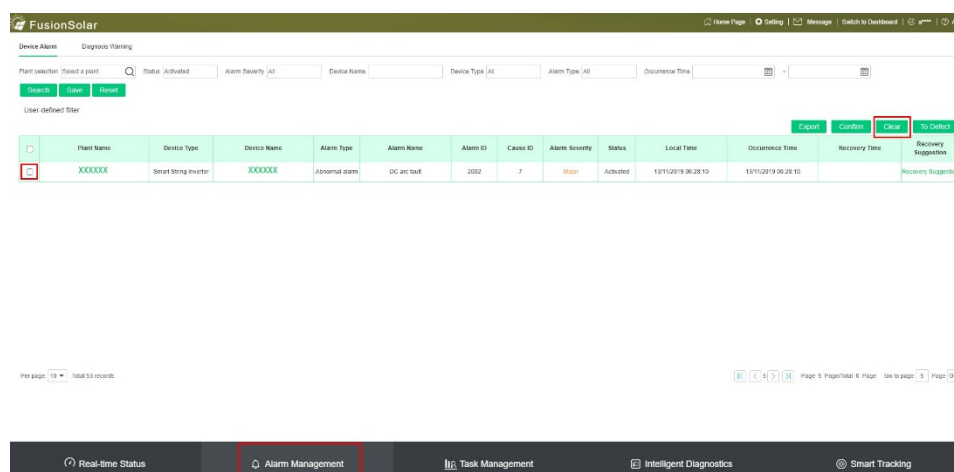 FusionSolar
Home Page | Setting | Message | Switch to Dashboard | a**** |
Device Alarm Diagnosis Warning
Plant selection Select a plant Status Activated Alarm Severity All Device Name Device Type All Alarm Type All Occurrence Time ~
Search Save Reset
User-defined filter
Export Confirm Clear To Defect
Plant Name Device Type Device Name Alarm Type Alarm Name Alarm ID Cause ID Alarm Severity Status Local Time Occurrence Time Recovery Time Recovery Suggestion
XXXXXX Smart String Inverter XXXXXX Abnormal alarm DC arc fault 2002 7 Major Activated 13/11/2019 06:28:10 13/11/2019 06:28:10 Recovery Suggesti
Per page 10 Total 53 records
5 Page 5 Page/Total 6 Page Go to page 5 Page
Real-time Status Alarm Management Task Management Intelligent Diagnostics Smart Tracking